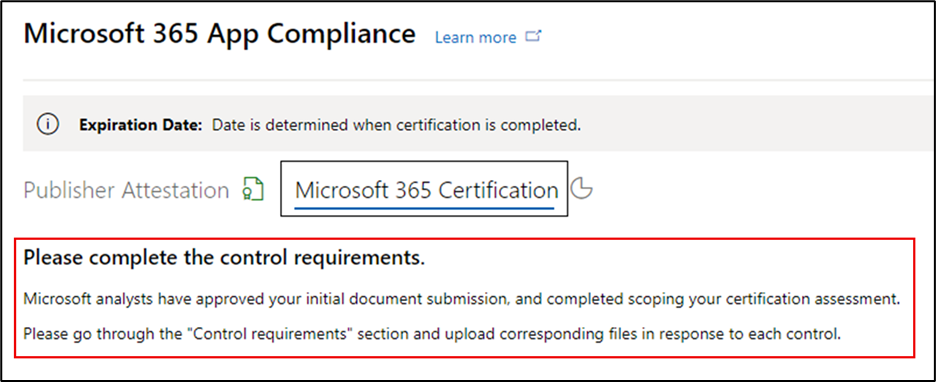 Microsoft 365 App Compliance Learn more
Expiration Date: Date is determined when certification is completed.
Publisher Attestation Microsoft 365 Certification
Please complete the control requirements.
Microsoft analysts have approved your initial document submission, and completed scoping your certification assessment.
Please go through the "Control requirements" section and upload corresponding files in response to each control.